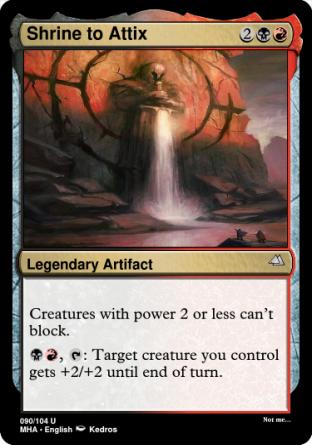 Shrine to Attix 2
Legendary Artifact
Creatures with power 2 or less can't
block.
, : Target creature you control
gets +2/+2 until end of turn.
090/104 U
MHA • English Kedros
Not me...